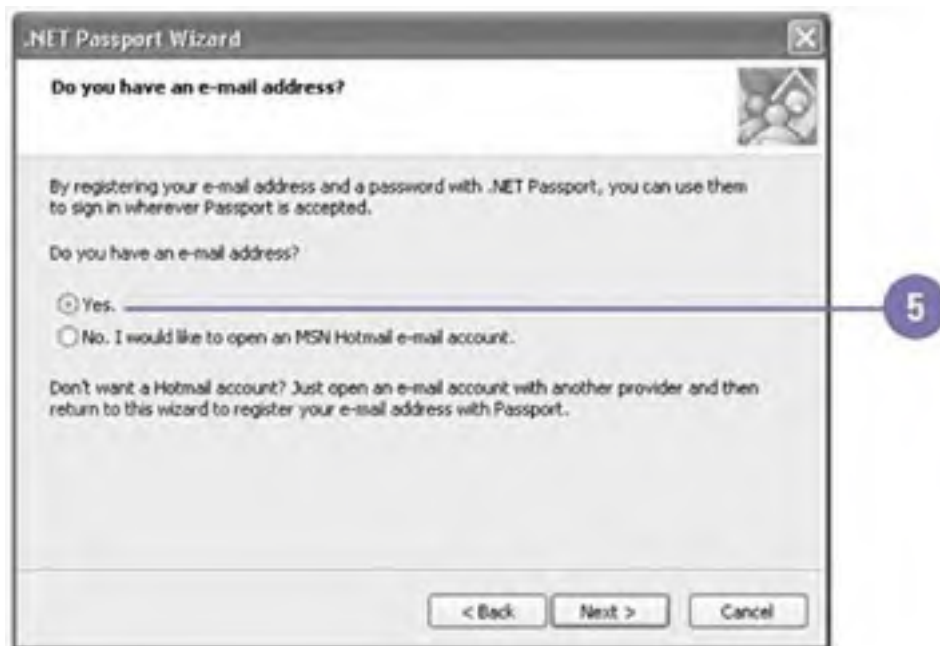 .NET Passport Wizard
Do you have an e-mail address?
By registering your e-mail address and a password with .NET Passport, you can use them
to sign in wherever Passport is accepted.
Do you have an e-mail address?
Yes.
5
No. I would like to open an MSN Hotmail e-mail account.
Don't want a Hotmail account? Just open an e-mail account with another provider and then
return to this wizard to register your e-mail address with Passport.
< Back
Next >
Cancel